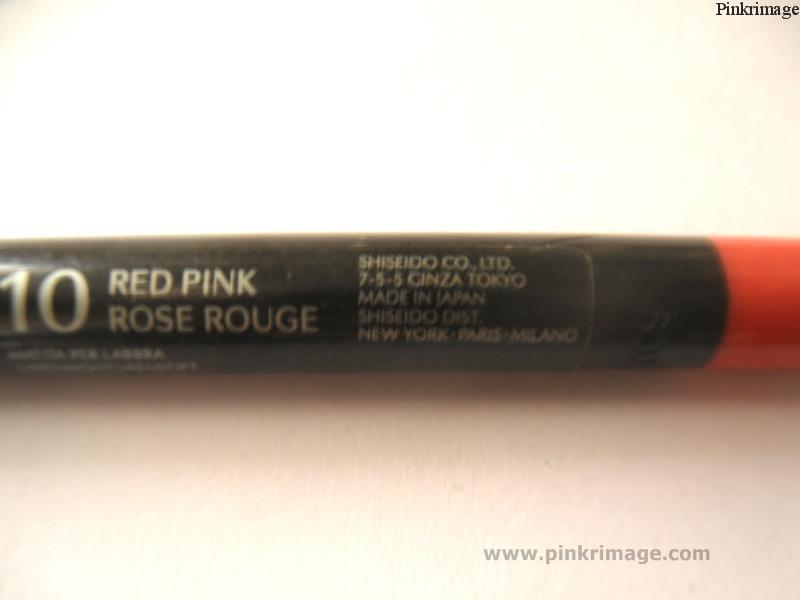 Pinkrimage
10
RED PINK
ROSE ROUGE
MATITA PER LABBRA
SHISEIDO CO., LTD.
7-5-5 GINZA TOKYO
MADE IN JAPAN
SHISEIDO DIST.
NEW YORK·PARIS·MILANO
www.pinkrimage.com